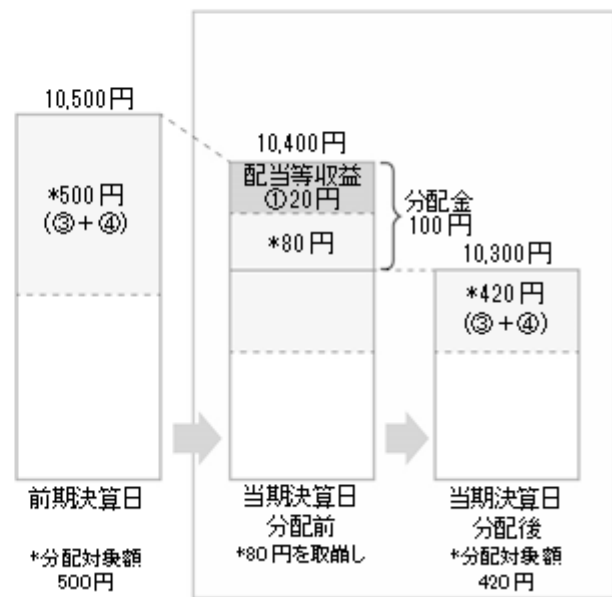 10,500円
*500円
(③+④)
前期決算日
*分配対象額
500円
10,400円
配当等収益
①20円
*80円
分配金
100円
当期決算日
分配前
*80円を取崩し
10,300円
*420円
(③+④)
当期決算日
分配後
*分配対象額
420円